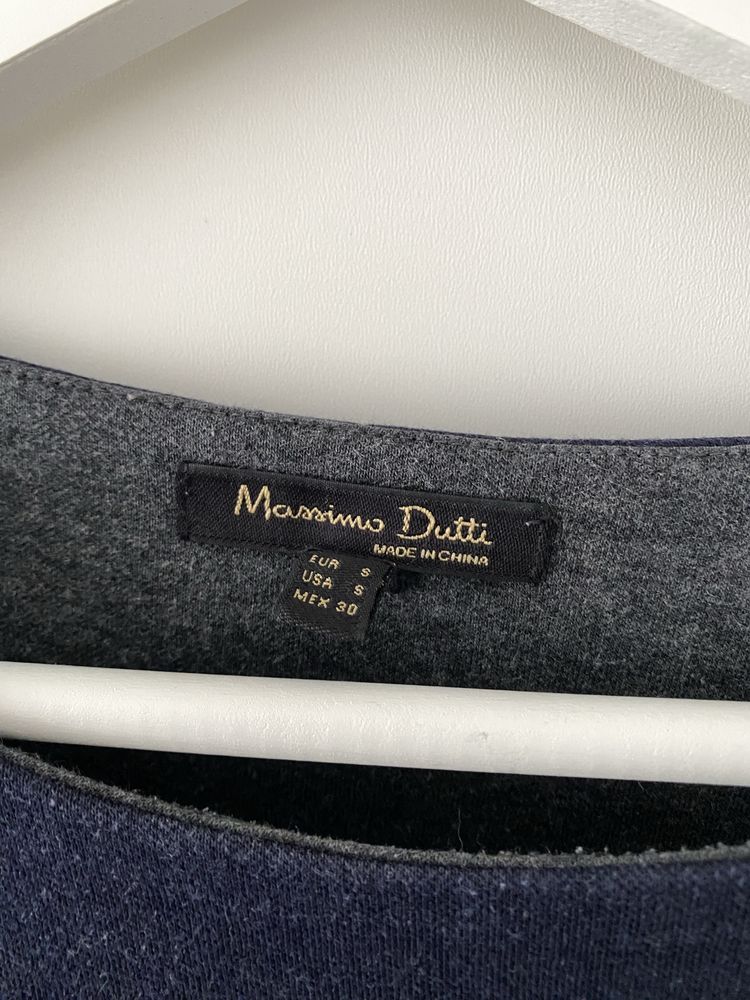 Massimo Dutti
MADE IN CHINA
EUR S
USA S
MEX 30